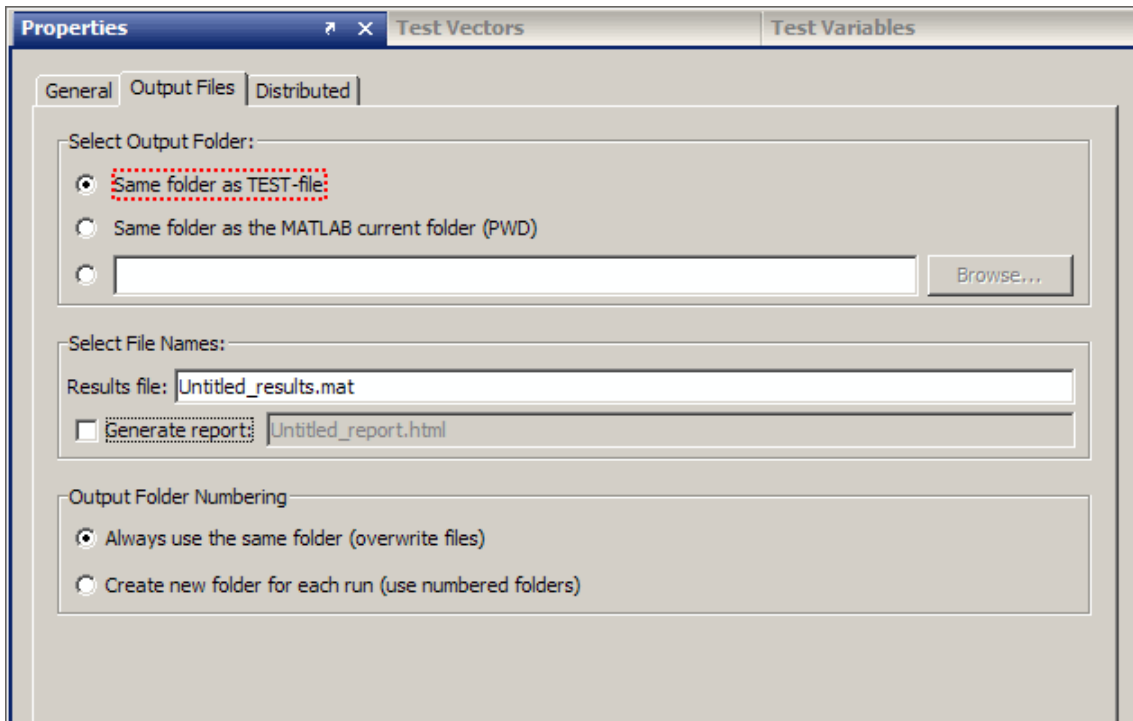 Properties Test Vectors Test Variables
General Output Files Distributed
Select Output Folder:
Same folder as TEST-file
Same folder as the MATLAB current folder (PWD)
Browse...
Select File Names:
Results file: Untitled_results.mat
Generate report: Untitled_report.html
Output Folder Numbering
Always use the same folder (overwrite files)
Create new folder for each run (use numbered folders)